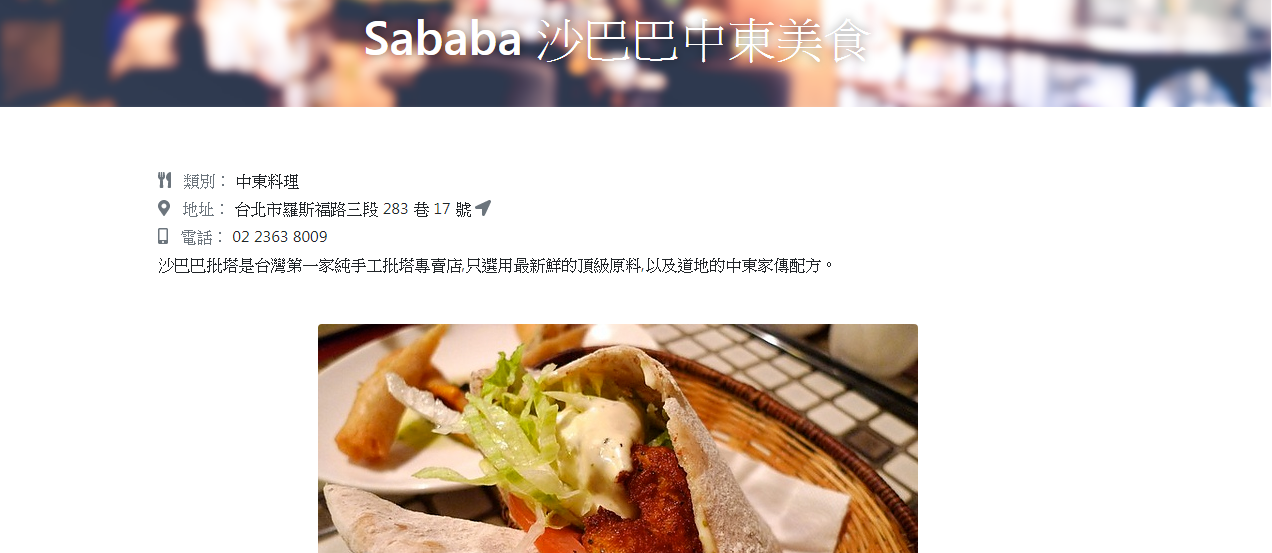 Sababa 沙巴巴中東美食
類別： 中東料理
地址： 台北市羅斯福路三段 283 巷 17 號
電話： 02 2363 8009
沙巴巴批塔是台灣第一家純手工批塔專賣店,只選用最新鮮的頂級原料,以及道地的中東家傳配方。